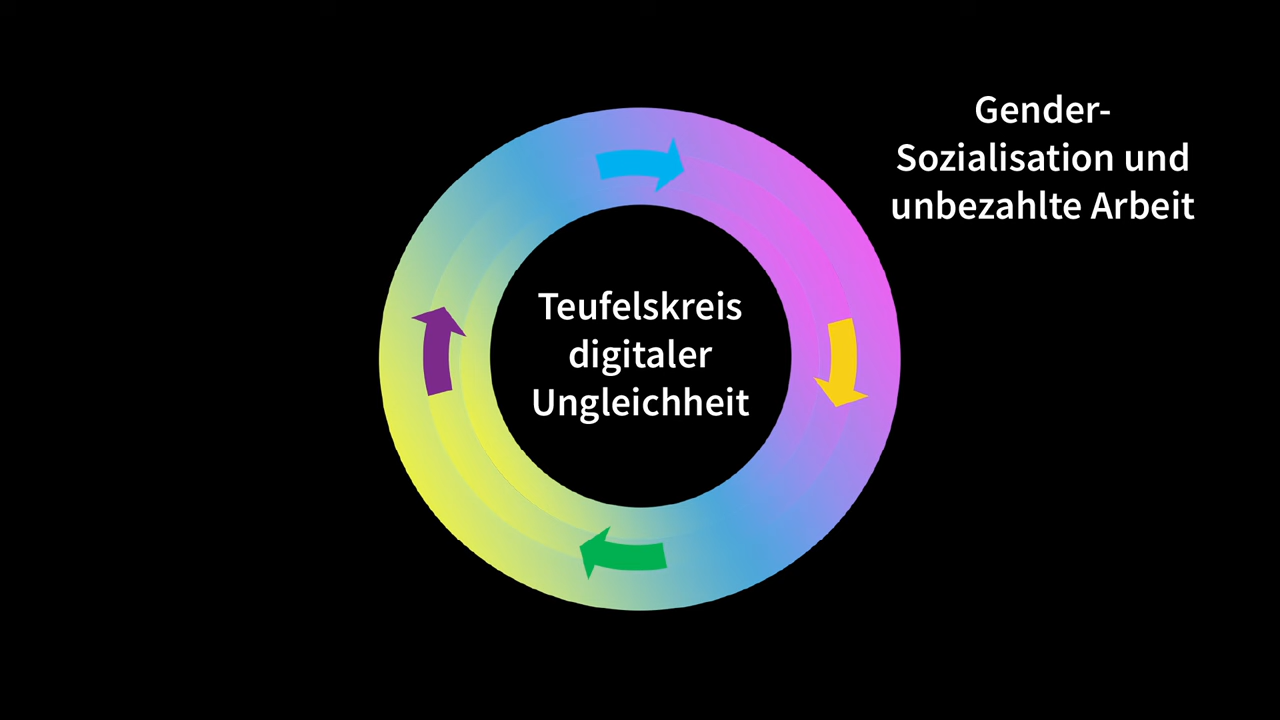 Gender-
Sozialisation und
unbezahlte Arbeit
Teufelskreis
digitaler
Ungleichheit